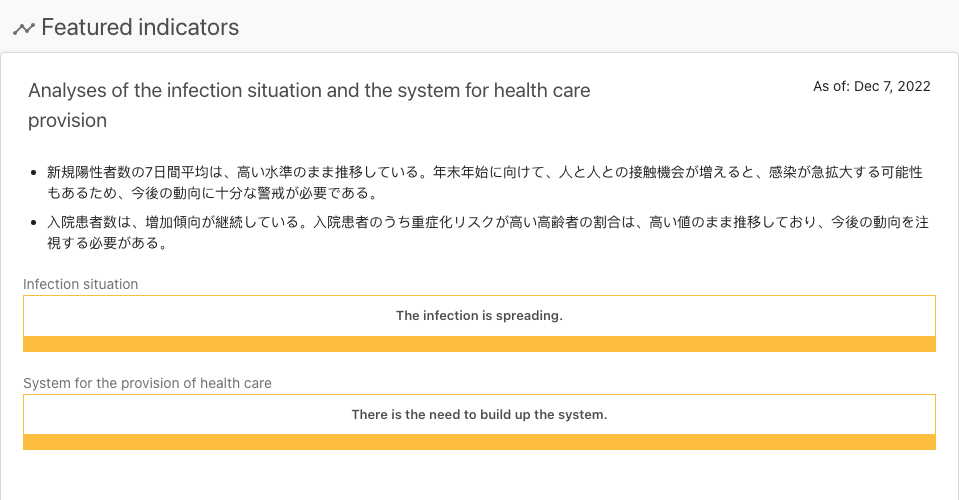 Featured indicators
Analyses of the infection situation and the system for health care
provision
As of: Dec 7, 2022
新規陽性者数の7日間平均は、高い水準のまま推移している。年末年始に向けて、人と人との接触機会が増えると、感染が急拡大する可能性
もあるため、今後の動向に十分な警戒が必要である。
入院患者数は、増加傾向が継続している。入院患者のうち重症化リスクが高い高齢者の割合は、高い値のまま推移しており、今後の動向を注
視する必要がある。
Infection situation
The infection is spreading.
System for the provision of health care
There is the need to build up the system.